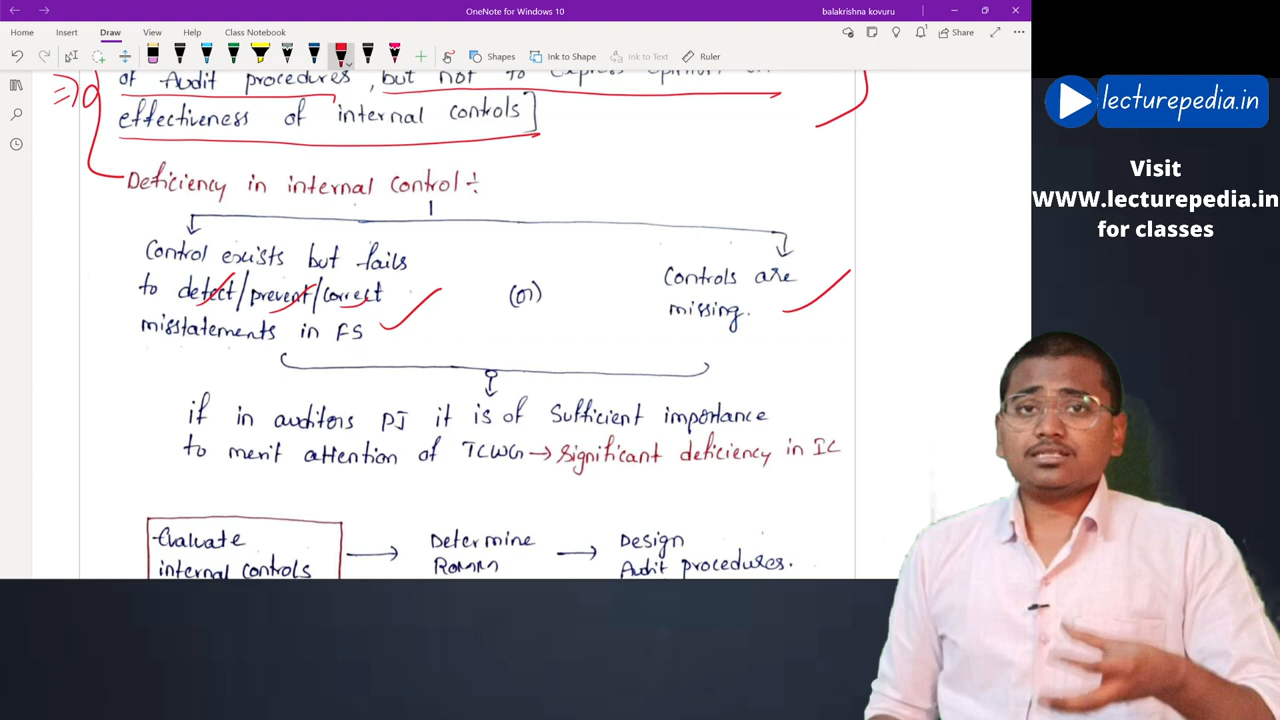 OneNote for Windows 10
balakrishna kovuru
Home Insert Draw View Help Class Notebook
Share
Shapes Ink to Shape Ink to Text Ruler
of Audit procedures, but not to express opinion on
effectiveness of internal controls]
Deficiency in internal control ÷
Control exists but fails
to detect/prevent/correct
misstatements in FS
(or)
Controls are
missing.
if in auditors PJ it is of Sufficient importance
to merit attention of TCWG → Significant deficiency in IC
Evaluate
internal controls
Determine
ROMM
Design
Audit procedures.
lecturepedia.in
Visit
WWW.lecturepedia.in
for classes